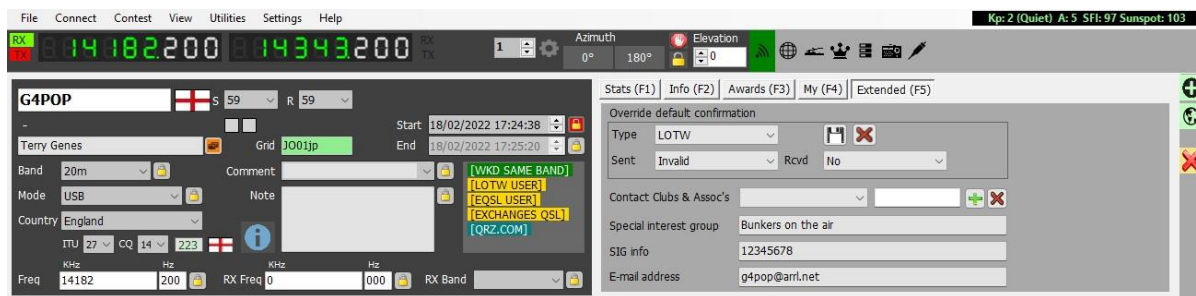 File Connect Contest View Utilities Settings Help
Kp: 2 (Quiet) A: 5 SFI: 97 Sunspot: 103
RX TX 14182.200 14343.200 RX TX 1 Azimuth 0° 180° Elevation 0
G4POP S 59 R 59
- Start 18/02/2022 17:24:38
Terry Genes Grid JO01jp End 18/02/2022 17:25:20
Band 20m Comment [WKD SAME BAND]
[LOTW USER]
Mode USB Note [EQSL USER]
[EXCHANGES QSL]
Country England [QRZ.COM]
ITU 27 CQ 14 223
KHz Hz KHz Hz
Freq 14182 200 RX Freq 0 000 RX Band
Stats (F1) Info (F2) Awards (F3) My (F4) Extended (F5)
Override default confirmation
Type LOTW
Sent Invalid Rcvd No
Contact Clubs & Assoc's
Special interest group Bunkers on the air
SIG info 12345678
E-mail address g4pop@arrl.net